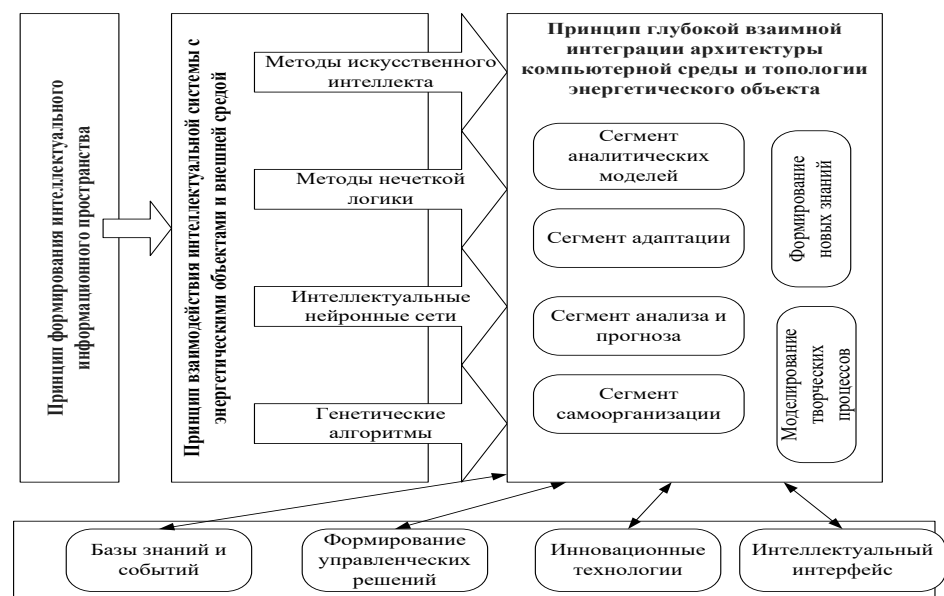 Принцип формирования интеллектуального
информационного пространства
Принцип взаимодействия интеллектуальной системы с
энергетическими объектами и внешней средой
Методы искусственного
интеллекта
Методы нечеткой
логики
Интеллектуальные
нейронные сети
Генетические
алгоритмы
Принцип глубокой взаимной
интеграции архитектуры
компьютерной среды и топологии
энергетического объекта
Сегмент
аналитических
моделей
Сегмент адаптации
Сегмент анализа и
прогноза
Сегмент
самоорганизации
Формирование
новых знаний
Моделирование
творческих
процессов
Базы знаний и
событий
Формирование
управленческих
решений
Инновационные
технологии
Интеллектуальный
интерфейс